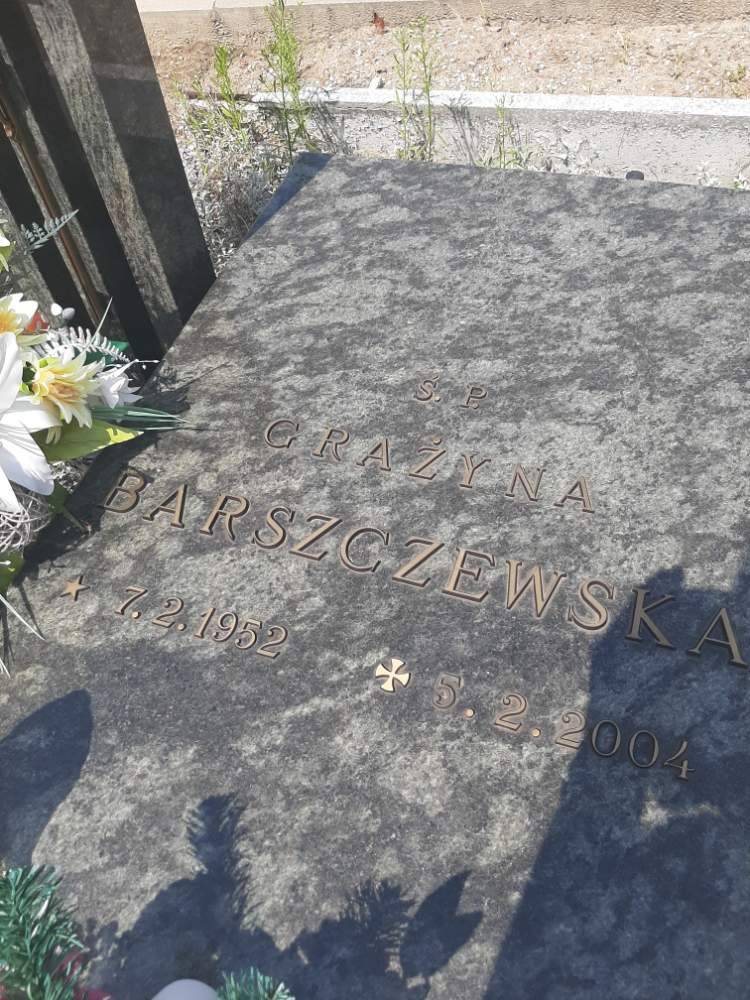 Ś. P.
GRAŻYNA
BARSZCZEWSKA
7.2.1952
5.2.2004